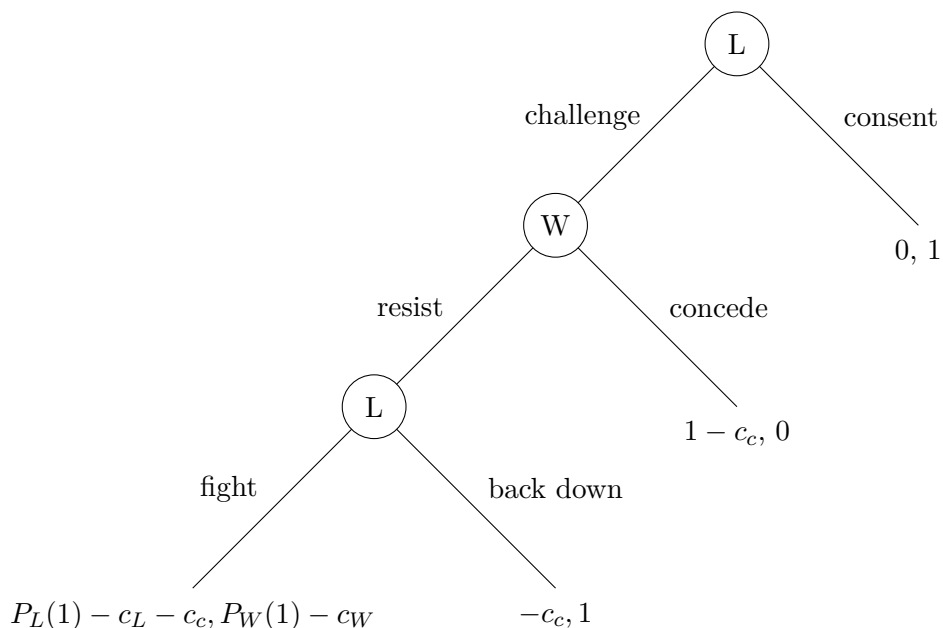 L
challenge
consent
W
0, 1
resist
concede
L
1 − c_c, 0
fight
back down
P_L(1) − c_L − c_c, P_W(1) − c_W
−c_c, 1